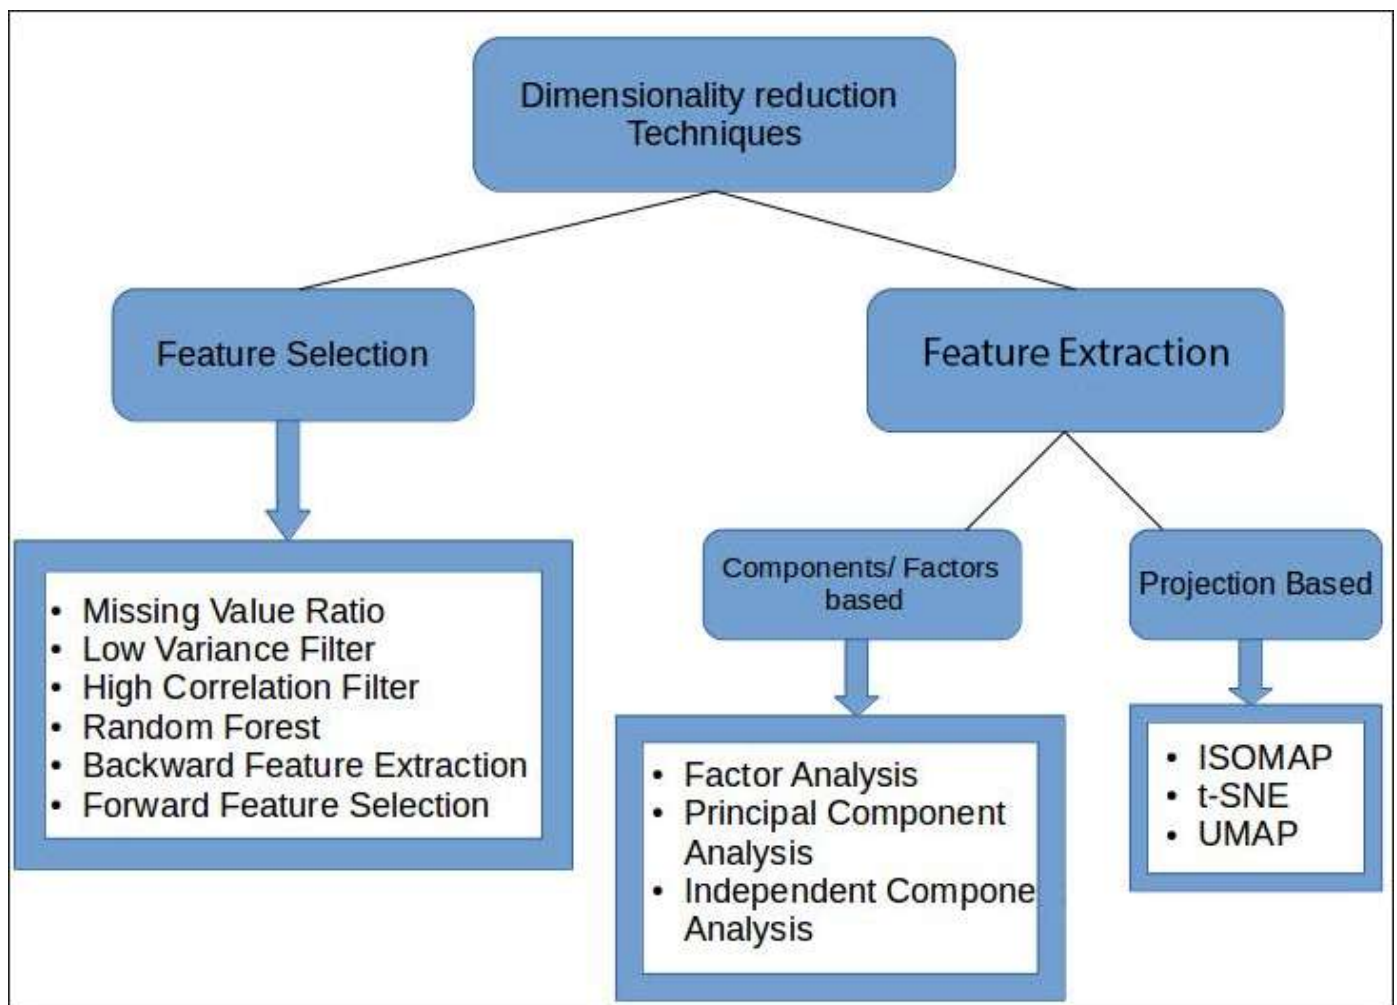 Dimensionality reduction
Techniques
Feature Selection
Feature Extraction
Components/ Factors
based
Projection Based
• Missing Value Ratio
• Low Variance Filter
• High Correlation Filter
• Random Forest
• Backward Feature Extraction
• Forward Feature Selection
• Factor Analysis
• Principal Component
Analysis
• Independent Compone
Analysis
• ISOMAP
• t-SNE
• UMAP